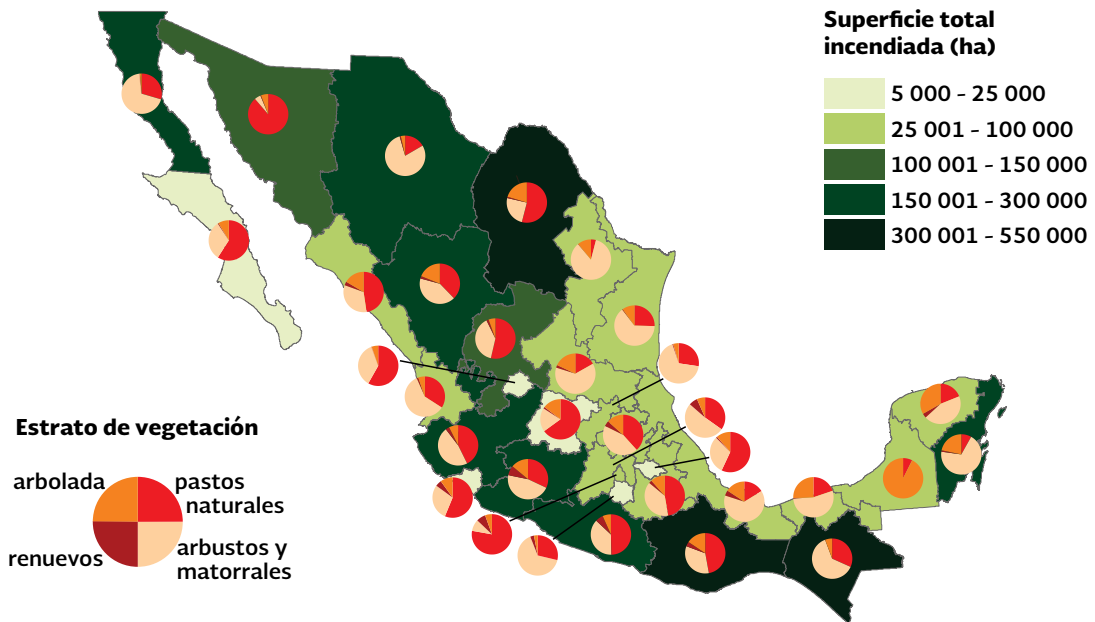 Superficie total
incendiada (ha)
5 000 - 25 000
25 001 - 100 000
100 001 - 150 000
150 001 - 300 000
300 001 - 550 000
Estrato de vegetación
arbolada
pastos
naturales
renuevos
arbustos y
matorrales